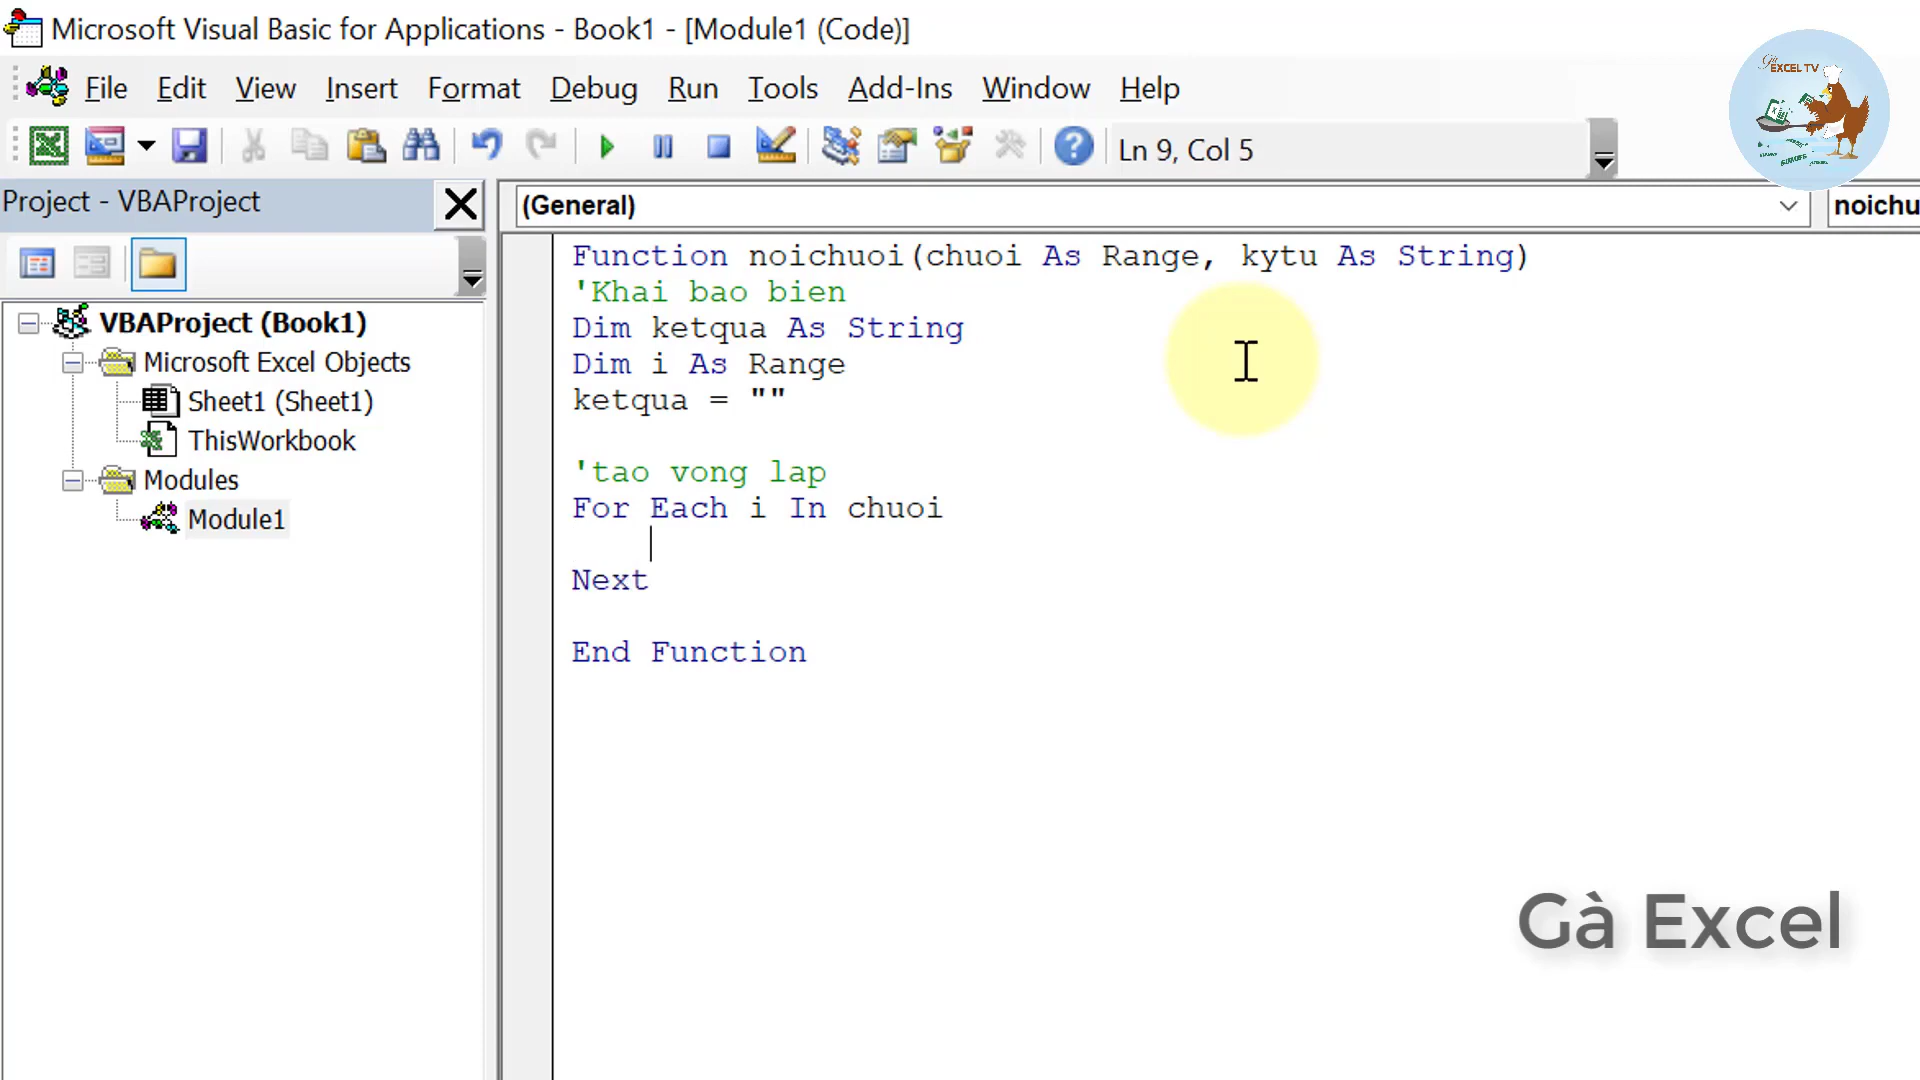 Microsoft Visual Basic for Applications - Book1 - [Module1 (Code)]
File Edit View Insert Format Debug Run Tools Add-Ins Window Help
Ln 9, Col 5
Gà
EXCEL TV
Project - VBAProject
(General)
noichu
VBAProject (Book1)
Microsoft Excel Objects
Sheet1 (Sheet1)
ThisWorkbook
Modules
Module1
Function noichuoi(chuoi As Range, kytu As String)
'Khai bao bien
Dim ketqua As String
Dim i As Range
ketqua = ""
'tao vong lap
For Each i In chuoi
Next
End Function
Gà Excel